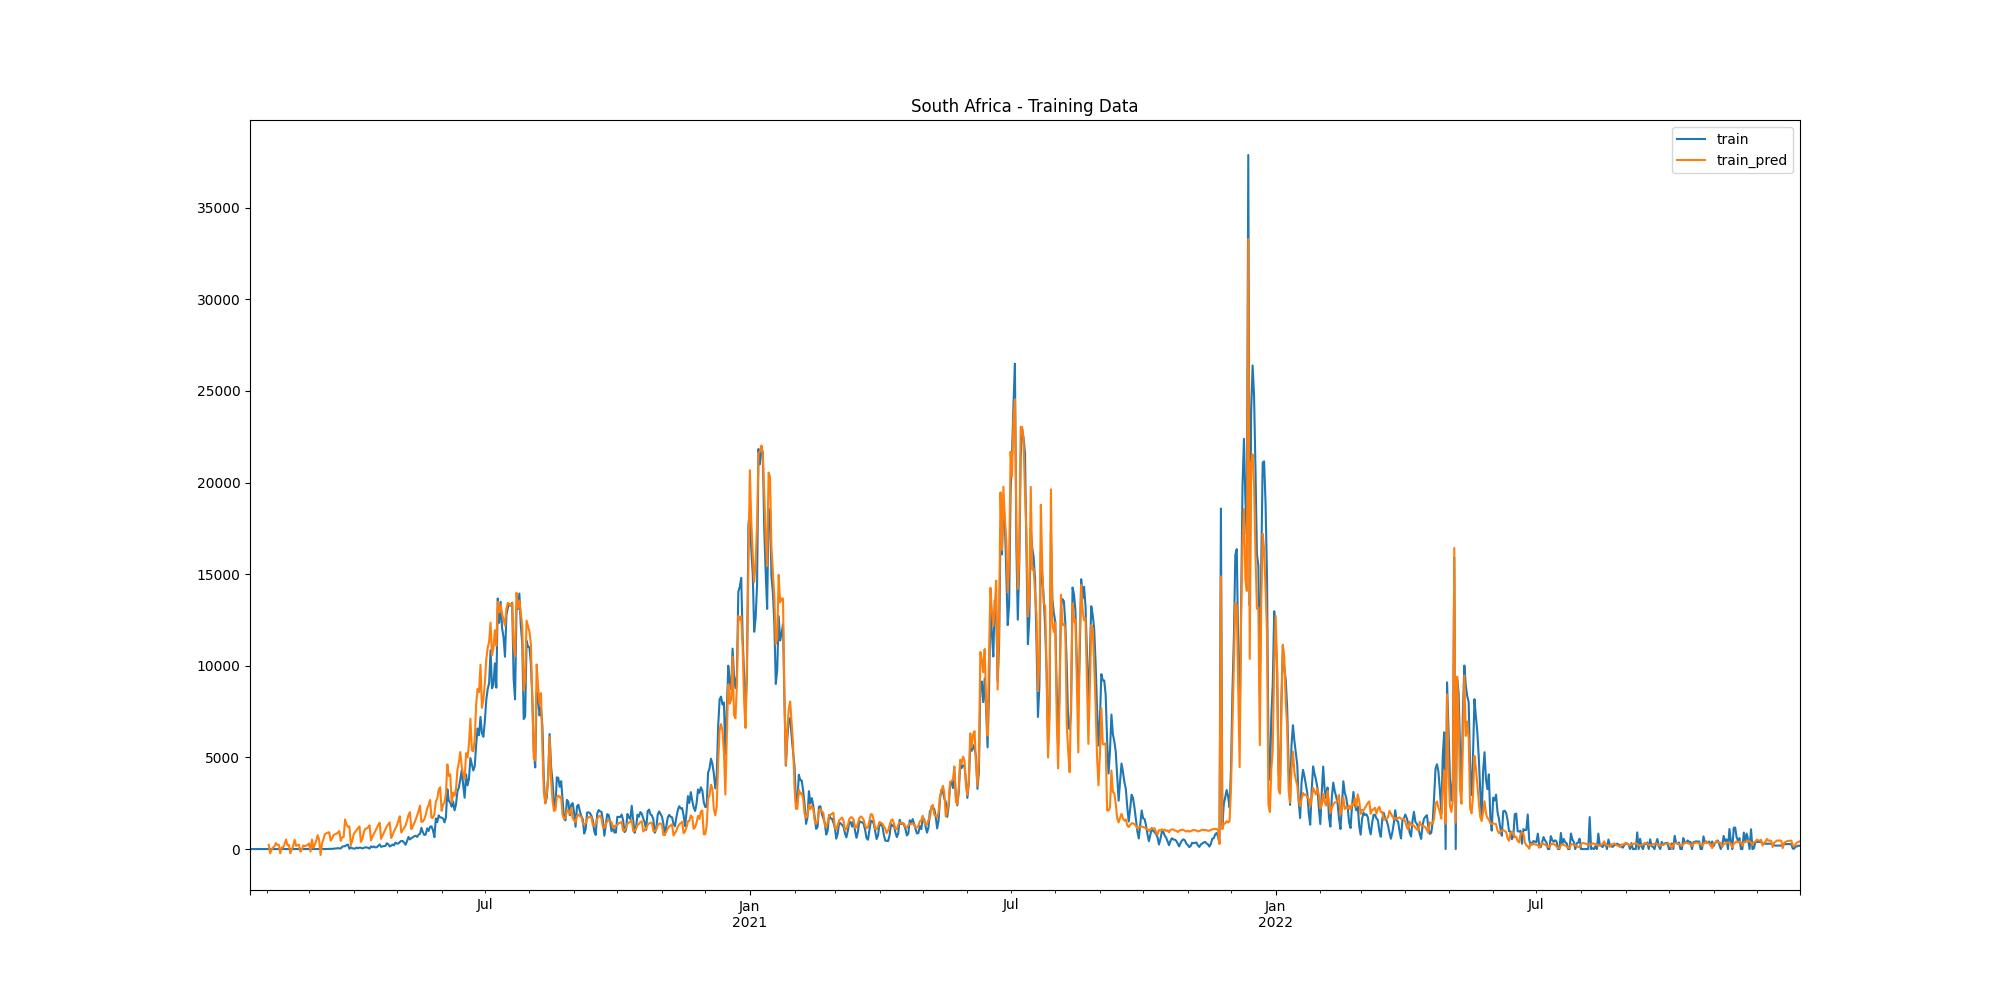 South Africa - Training Data
train
train_pred
35000
30000
25000
20000
15000
10000
5000
0
Jul
Jan
2021
Jul
Jan
2022
Jul